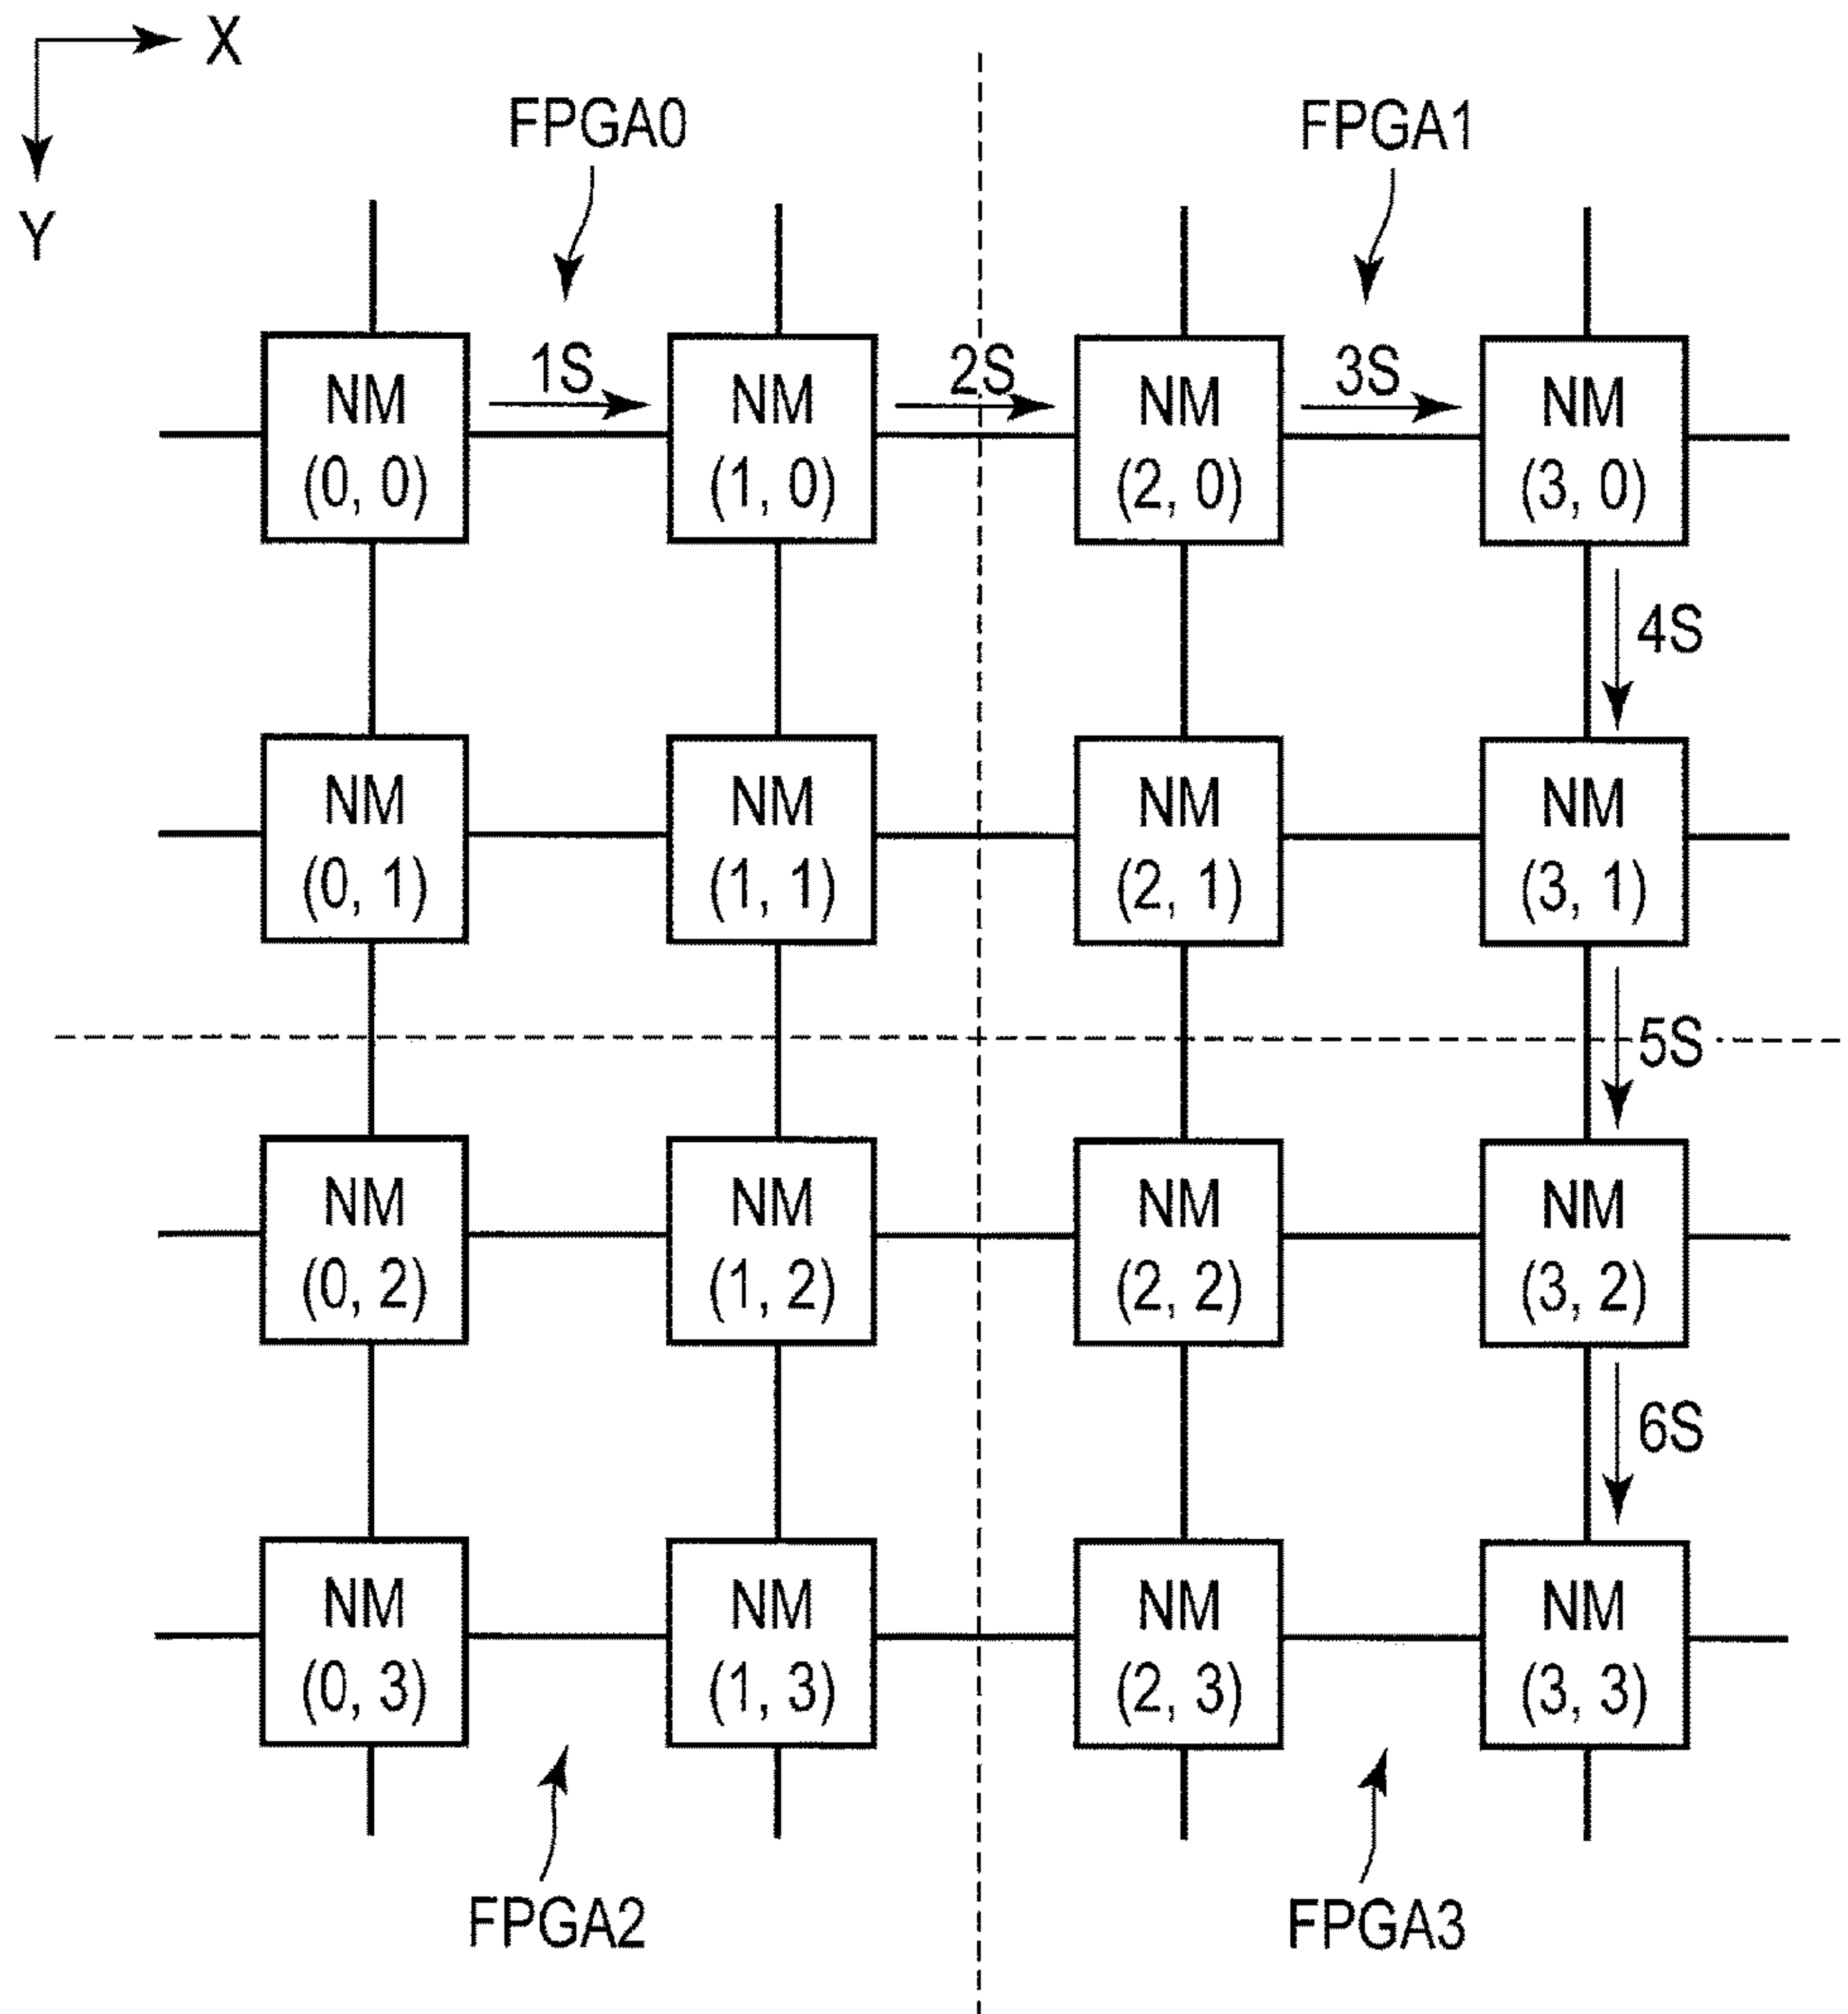 X
Y
FPGA0
FPGA1
1S
2S
3S
NM
(0, 0)
NM
(1, 0)
NM
(2, 0)
NM
(3, 0)
4S
NM
(0, 1)
NM
(1, 1)
NM
(2, 1)
NM
(3, 1)
5S
NM
(0, 2)
NM
(1, 2)
NM
(2, 2)
NM
(3, 2)
6S
NM
(0, 3)
NM
(1, 3)
NM
(2, 3)
NM
(3, 3)
FPGA2
FPGA3